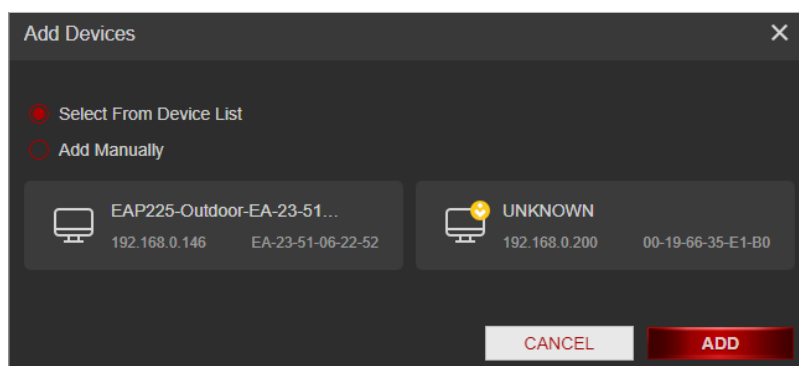 Add Devices
Select From Device List
Add Manually
EAP225-Outdoor-EA-23-51...
192.168.0.146 EA-23-51-06-22-52
UNKNOWN
192.168.0.200 00-19-66-35-E1-B0
CANCEL
ADD